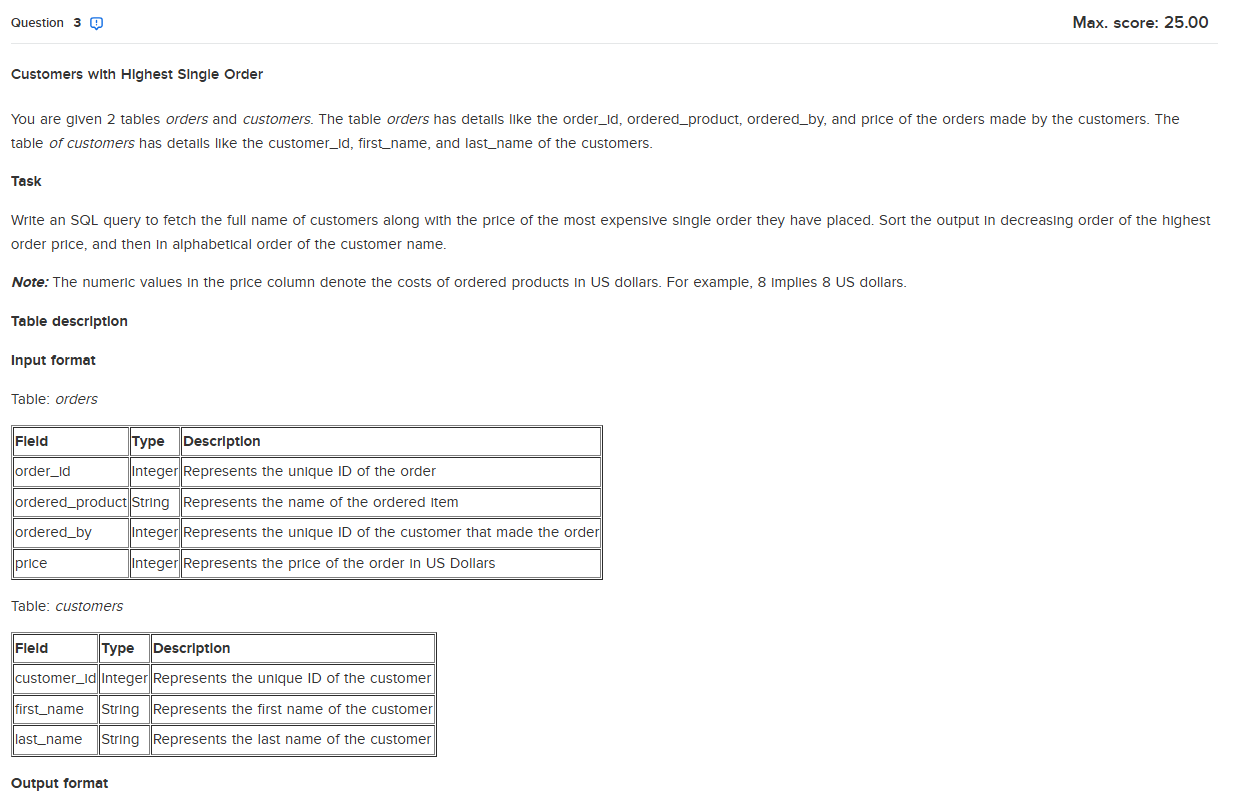 Question 3
Max. score: 25.00
Customers with Highest Single Order
You are given 2 tables orders and customers. The table orders has details like the order_id, ordered_product, ordered_by, and price of the orders made by the customers. The
table of customers has details like the customer_id, first_name, and last_name of the customers.
Task
Write an SQL query to fetch the full name of customers along with the price of the most expensive single order they have placed. Sort the output in decreasing order of the highest
order price, and then in alphabetical order of the customer name.
Note: The numeric values in the price column denote the costs of ordered products in US dollars. For example, 8 implies 8 US dollars.
Table description
Input format
Table: orders
Field Type Description
order_id Integer Represents the unique ID of the order
ordered_product String Represents the name of the ordered item
ordered_by Integer Represents the unique ID of the customer that made the order
price Integer Represents the price of the order in US Dollars
Table: customers
Field Type Description
customer_id Integer Represents the unique ID of the customer
first_name String Represents the first name of the customer
last_name String Represents the last name of the customer
Output format